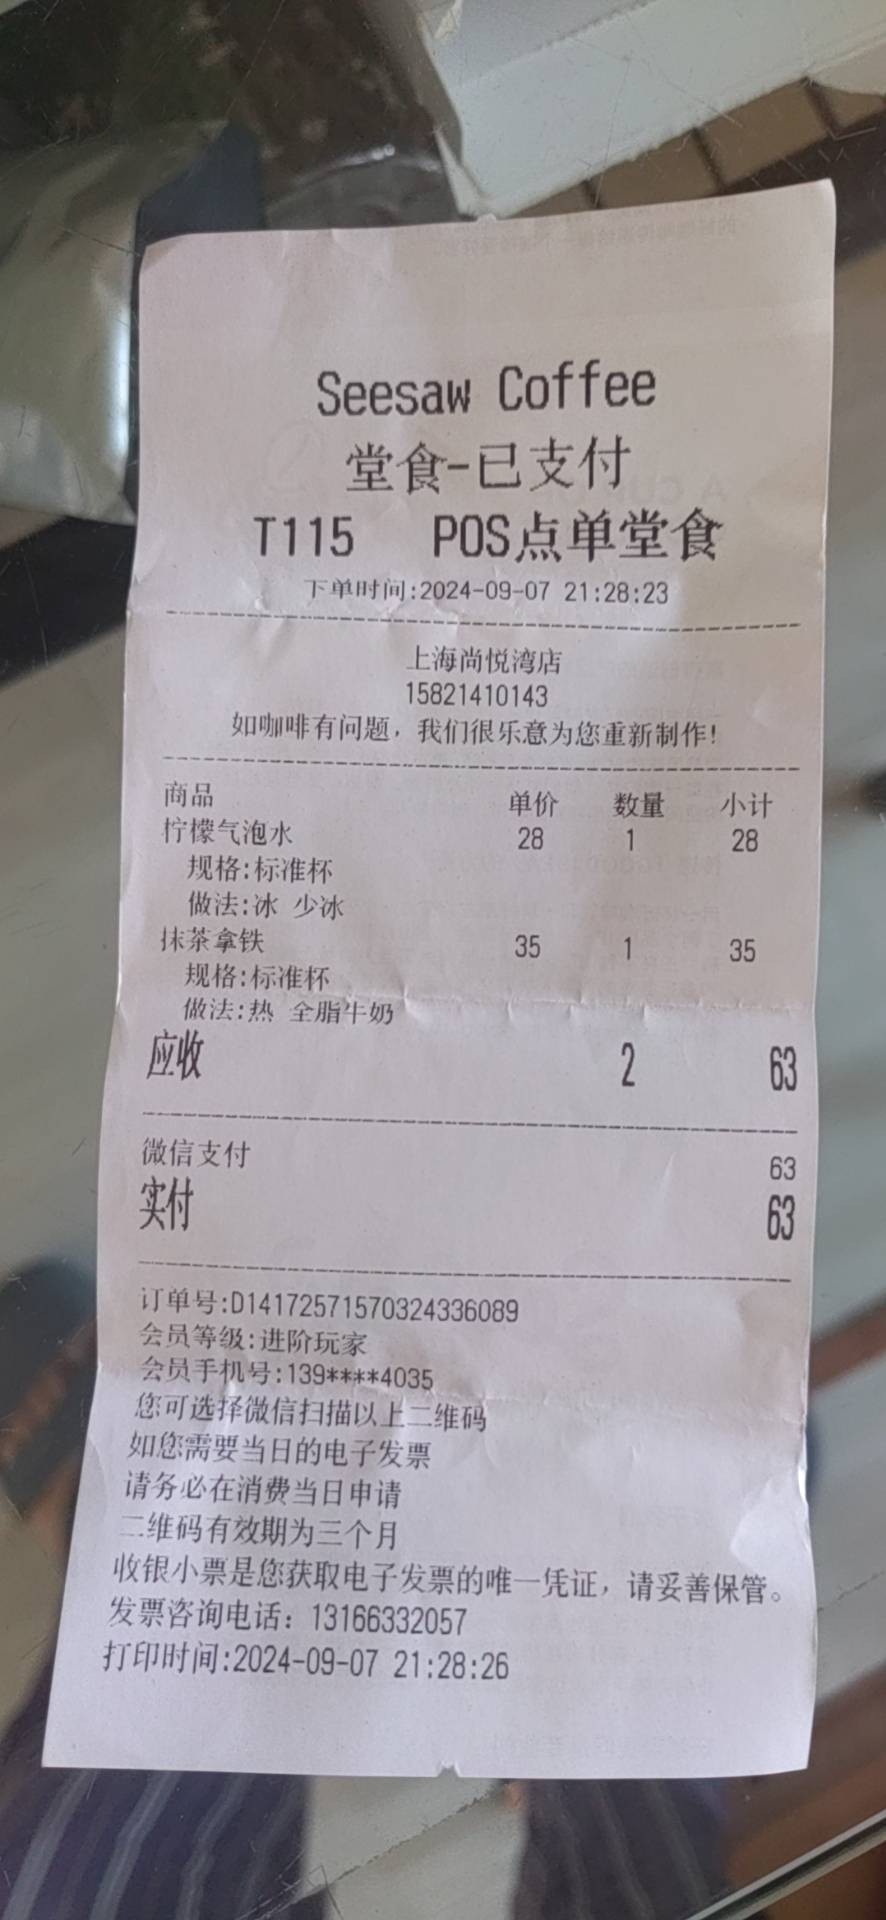 Seesaw Coffee
堂食-已支付
T115 POS点单堂食
下单时间:2024-09-07 21:28:23
上海尚悦湾店
15821410143
如咖啡有问题，我们很乐意为您重新制作!
商品 单价 数量 小计
柠檬气泡水 28 1 28
规格:标准杯
做法:冰 少冰
抹茶拿铁 35 1 35
规格:标准杯
做法:热 全脂牛奶
应收 2 63
微信支付 63
实付 63
订单号:D14172571570324336089
会员等级:进阶玩家
会员手机号:139****4035
您可选择微信扫描以上二维码
如您需要当日的电子发票
请务必在消费当日申请
二维码有效期为三个月
收银小票是您获取电子发票的唯一凭证，请妥善保管。
发票咨询电话：13166332057
打印时间:2024-09-07 21:28:26